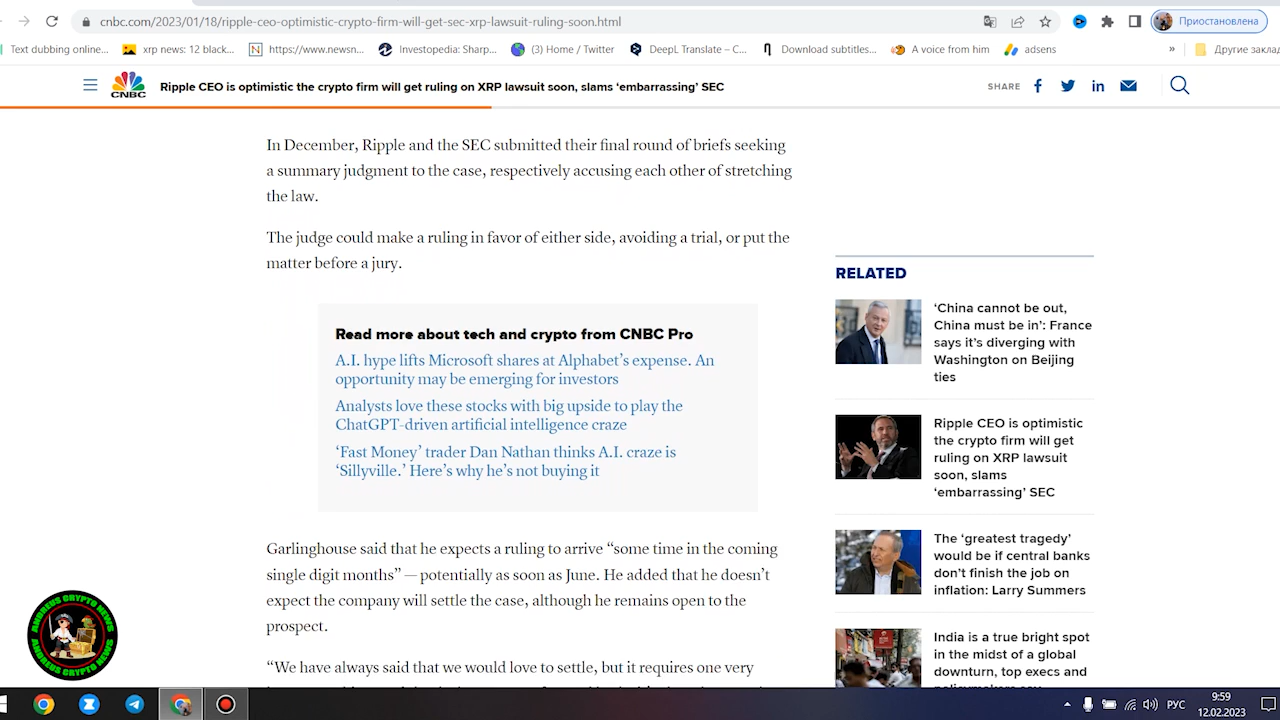 cnbc.com/2023/01/18/ripple-ceo-optimistic-crypto-firm-will-get-sec-xrp-lawsuit-ruling-soon.html
Приостановлена
Text dubbing online...
xrp news: 12 black...
https://www.newsn...
Investopedia: Sharp...
(3) Home / Twitter
DeepL Translate – C...
Download subtitles...
A voice from him
adsens
»
Другие закла
CNBC
Ripple CEO is optimistic the crypto firm will get ruling on XRP lawsuit soon, slams ‘embarrassing’ SEC
SHARE
In December, Ripple and the SEC submitted their final round of briefs seeking
a summary judgment to the case, respectively accusing each other of stretching
the law.
The judge could make a ruling in favor of either side, avoiding a trial, or put the
matter before a jury.
Read more about tech and crypto from CNBC Pro
A.I. hype lifts Microsoft shares at Alphabet’s expense. An
opportunity may be emerging for investors
Analysts love these stocks with big upside to play the
ChatGPT-driven artificial intelligence craze
‘Fast Money’ trader Dan Nathan thinks A.I. craze is
‘Sillyville.’ Here’s why he’s not buying it
Garlinghouse said that he expects a ruling to arrive “some time in the coming
single digit months” — potentially as soon as June. He added that he doesn’t
expect the company will settle the case, although he remains open to the
prospect.
“We have always said that we would love to settle, but it requires one very
RELATED
‘China cannot be out,
China must be in’: France
says it’s diverging with
Washington on Beijing
ties
Ripple CEO is optimistic
the crypto firm will get
ruling on XRP lawsuit
soon, slams
‘embarrassing’ SEC
The ‘greatest tragedy’
would be if central banks
don’t finish the job on
inflation: Larry Summers
India is a true bright spot
in the midst of a global
downturn, top execs and
ANDREUS CRYPTO NEWS
ANDREUS CRYPTO NEWS
РУС
9:59
12.02.2023